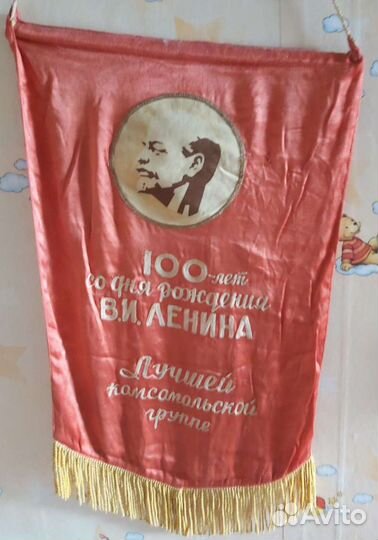 100-лет
со дня рождения
В.И. ЛЕНИНА
Лучшей
комсомольской
группе
Avito